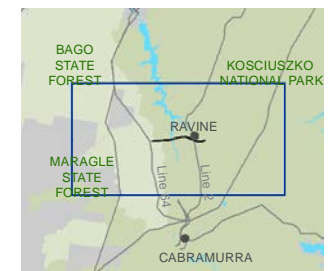 BAGO
STATE
FOREST
KOSCIUSZKO
NATIONAL PARK
RAVINE
MARAGLE
STATE
FOREST
Line 64
Line 2
CABRAMURRA